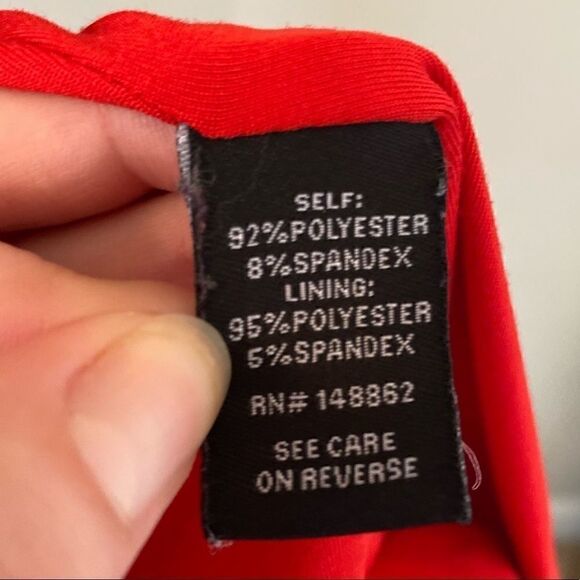 SELF:
92%POLYESTER
8%SPANDEX
LINING:
95%POLYESTER
5%SPANDEX
RN# 148862
SEE CARE
ON REVERSE